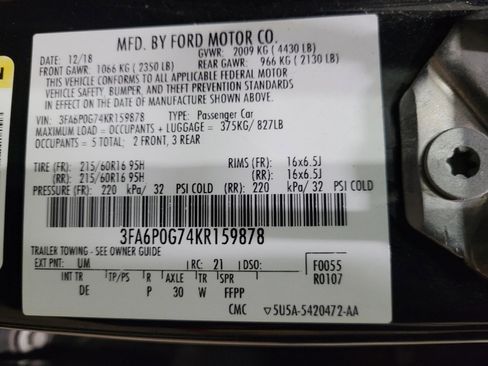 MFD. BY FORD MOTOR CO.
DATE: 12/18 GVWR: 2009 KG ( 4430 LB)
FRONT GAWR: 1066 KG ( 2350 LB) REAR GAWR: 966 KG ( 2130 LB)
THIS VEHICLE CONFORMS TO ALL APPLICABLE FEDERAL MOTOR
VEHICLE SAFETY, BUMPER, AND THEFT PREVENTION STANDARDS
IN EFFECT ON THE DATE OF MANUFACTURE SHOWN ABOVE.
VIN: 3FA6P0G74KR159878 TYPE: Passenger Car
MAXIMUM LOAD = OCCUPANTS + LUGGAGE = 375KG/ 827LB
OCCUPANTS = 5 TOTAL; 2 FRONT, 3 REAR
TIRE (FR): 215/60R16 95H RIMS (FR): 16x6.5J
(RR): 215/60R16 95H (RR): 16x6.5J
PRESSURE (FR): 220 kPa/ 32 PSI COLD (RR): 220 kPa/ 32 PSI COLD
3FA6P0G74KR159878
TRAILER TOWING - SEE OWNER GUIDE
EXT PNT: UM RC: 21 DSO: F0055
INT TR TP/PS R AXLE TR SPR R0107
DE P 30 W FFPP
CMC ▽5U5A-5420472-AA